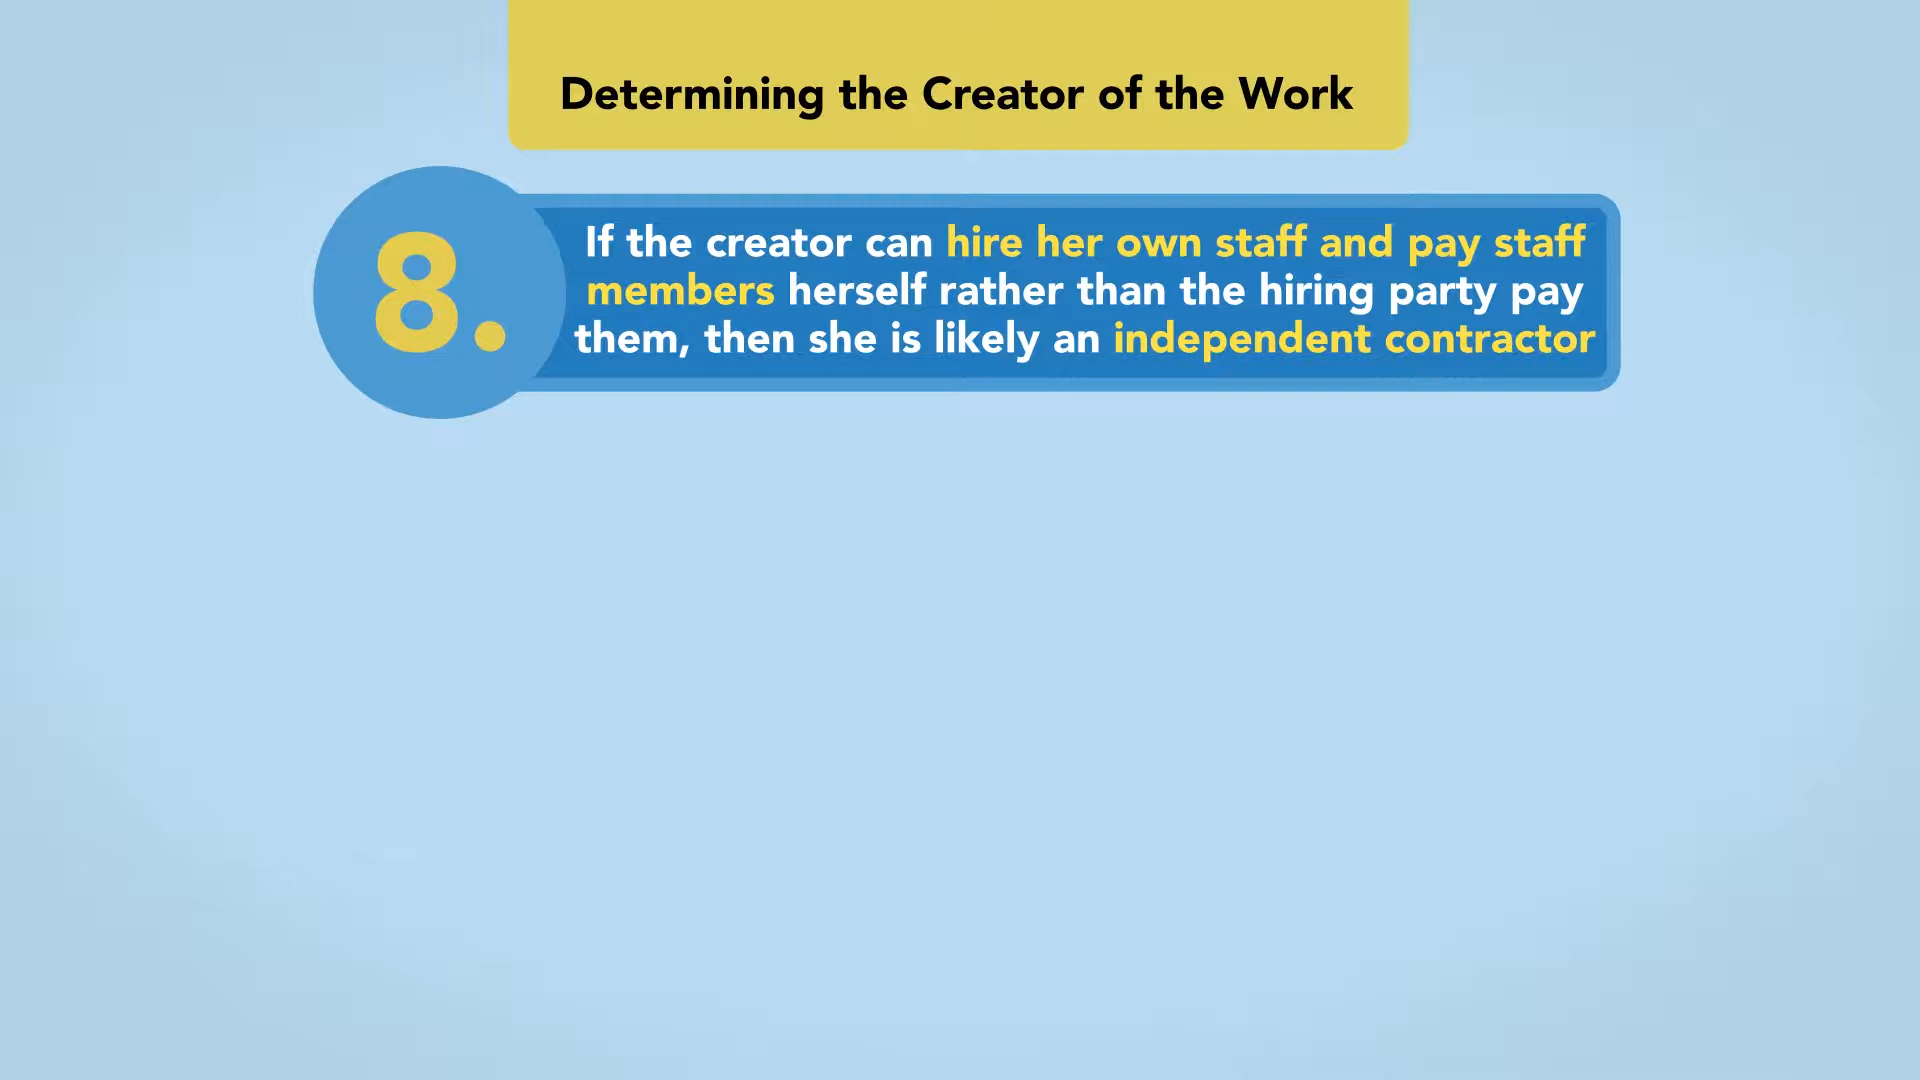 Determining the Creator of the Work
8.
If the creator can hire her own staff and pay staff
members herself rather than the hiring party pay
them, then she is likely an independent contractor